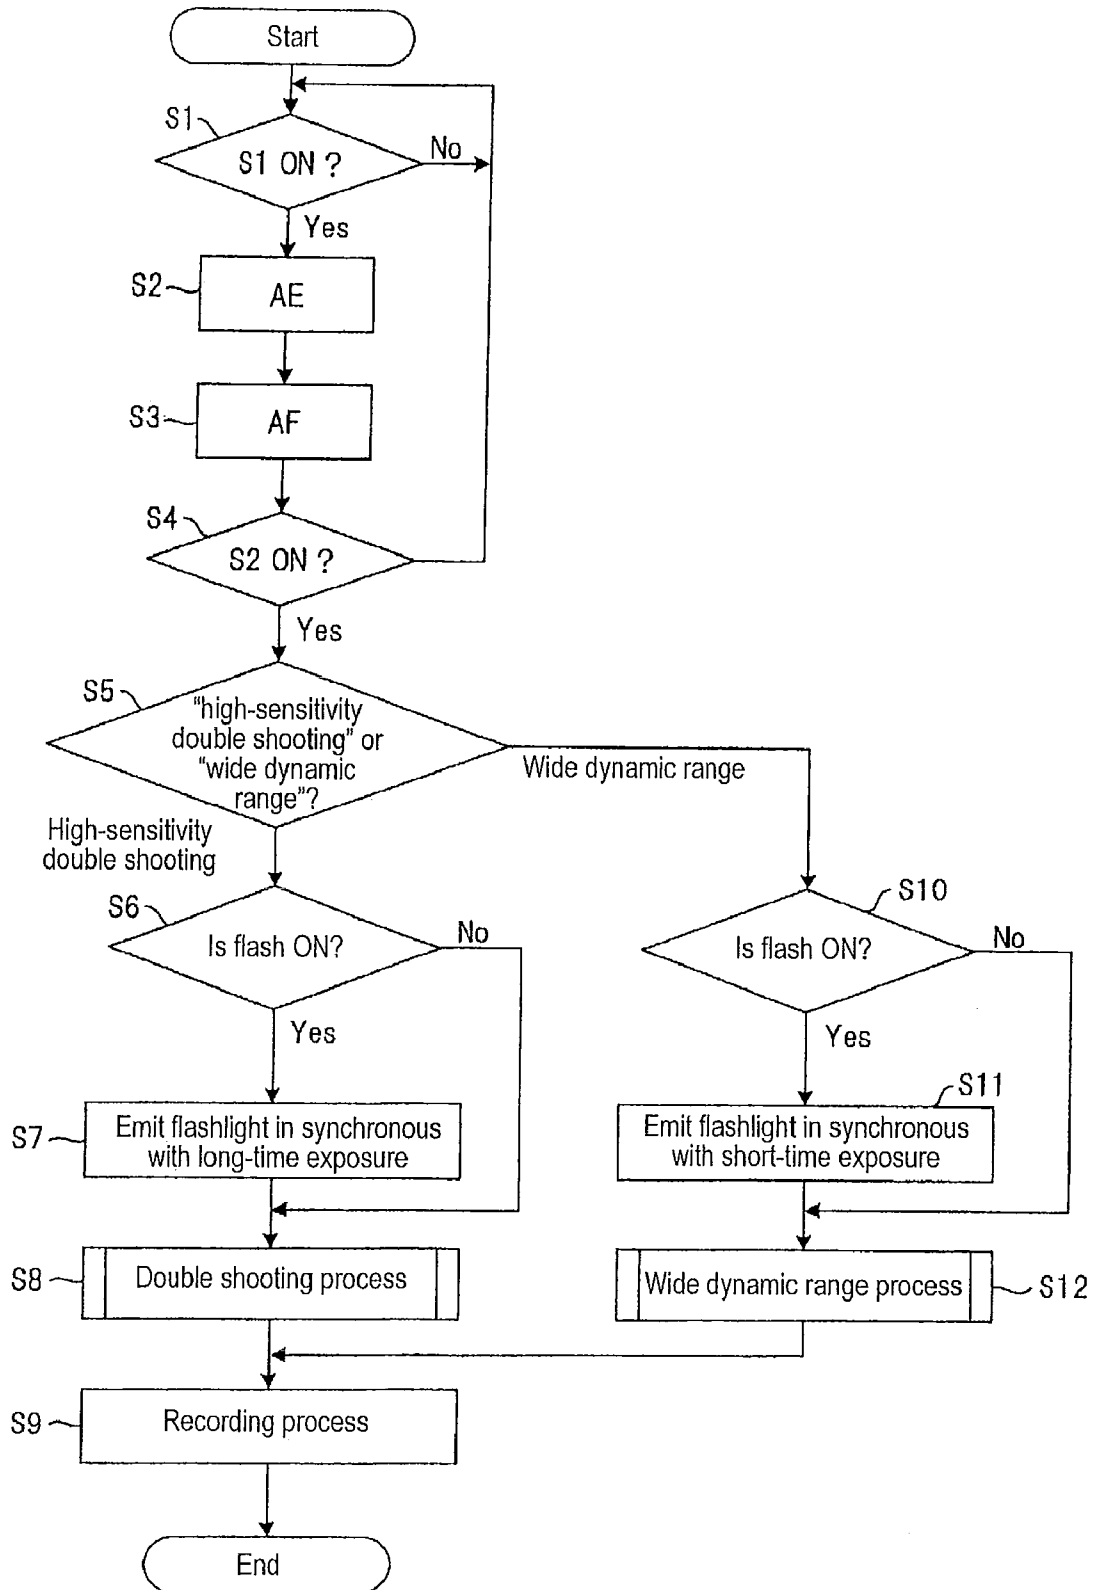 Start
S1
S1 ON ?
No
Yes
S2
AE
S3
AF
S4
S2 ON ?
Yes
S5
“high-sensitivity
double shooting” or
“wide dynamic
range”?
Wide dynamic range
High-sensitivity
double shooting
S6
Is flash ON?
No
Yes
S10
Is flash ON?
No
Yes
S7
Emit flashlight in synchronous
with long-time exposure
S11
Emit flashlight in synchronous
with short-time exposure
S8
Double shooting process
Wide dynamic range process
S12
S9
Recording process
End